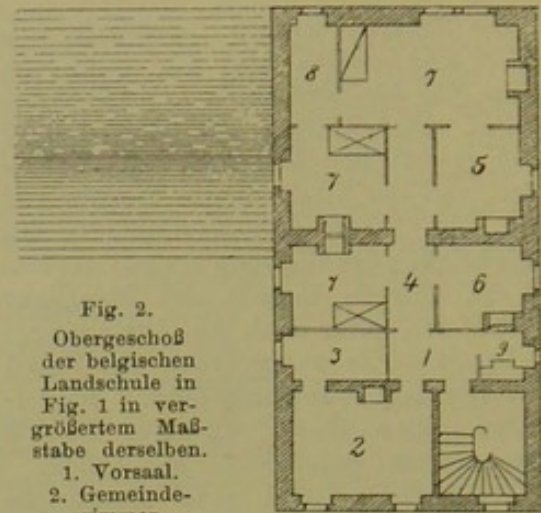 8
7
7
5
7
4
6
3
1
9
2
Fig. 2.
Obergeschoß
der belgischen
Landschule in
Fig. 1 in ver-
größertem Maß-
stabe derselben.
1. Vorsaal.
2. Gemeinde-